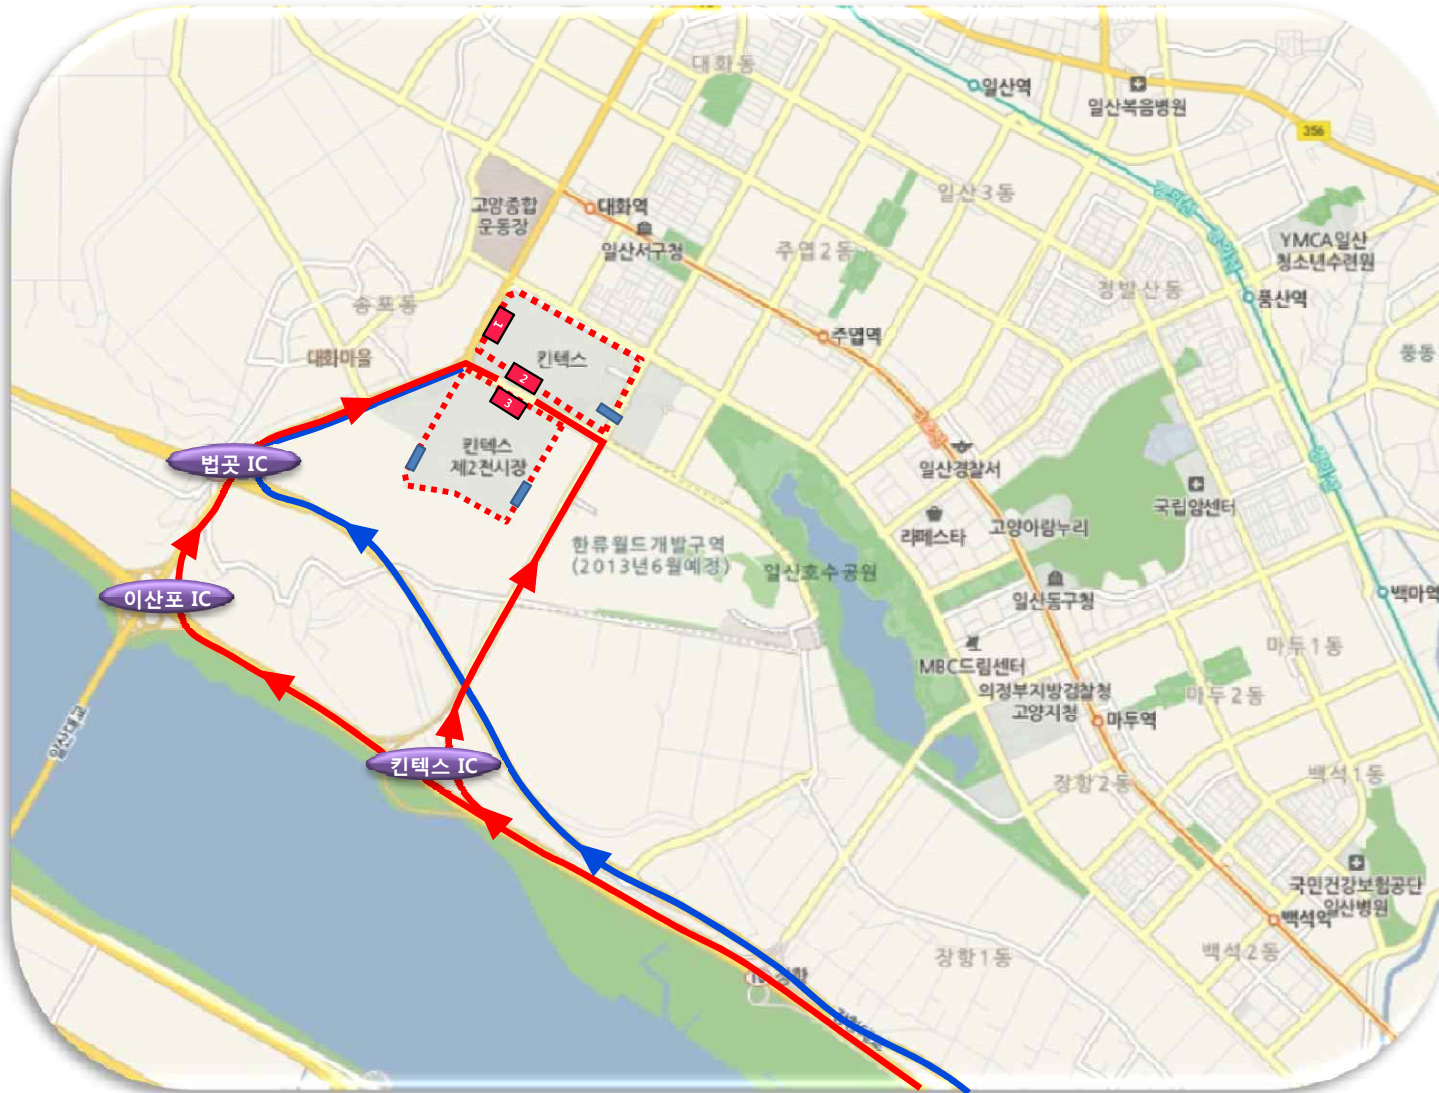 대화동
일산역
일산복음병원
356
고양종합
운동장
대화역
일산서구청
일산3동
주엽2동
YMCA일산
청소년수련원
정발산동
풍산역
송포동
대화마을
1
킨텍스
2
3
주엽역
풍동
킨텍스
제2전시장
법곳 IC
일산경찰서
국립암센터
라페스타
고양아람누리
한류월드개발구역
(2013년6월예정)
일산호수공원
이산포 IC
일산동구청
백마역
MBC드림센터
마두1동
의정부지방검찰청
고양지청
마두2동
마두역
일산대교
킨텍스 IC
장항2동
백석1동
국민건강보험공단
일산병원
백석역
장항1동
백석2동